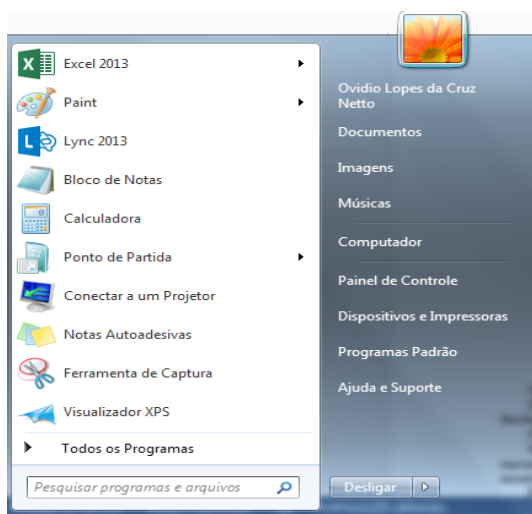 Excel 2013
Paint
Lync 2013
Bloco de Notas
Calculadora
Ponto de Partida
Conectar a um Projetor
Notas Autoadesivas
Ferramenta de Captura
Visualizador XPS
Todos os Programas
Pesquisar programas e arquivos
Ovidio Lopes da Cruz
Netto
Documentos
Imagens
Músicas
Computador
Painel de Controle
Dispositivos e Impressoras
Programas Padrão
Ajuda e Suporte
Desligar